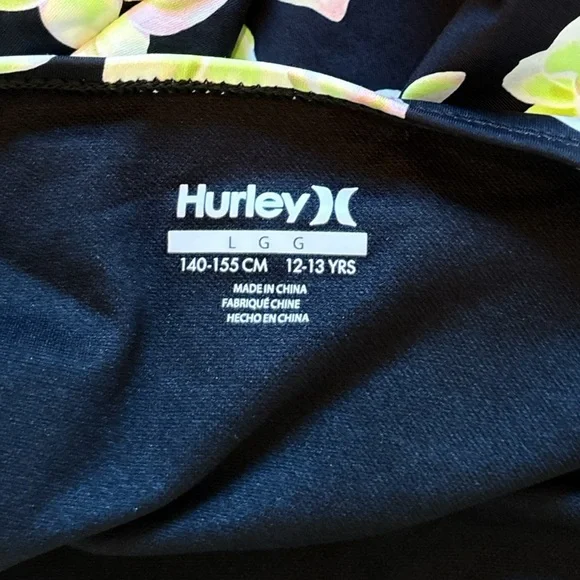 Hurley
L G G
140-155 CM 12-13 YRS
MADE IN CHINA
FABRIQUÉ CHINE
HECHO EN CHINA